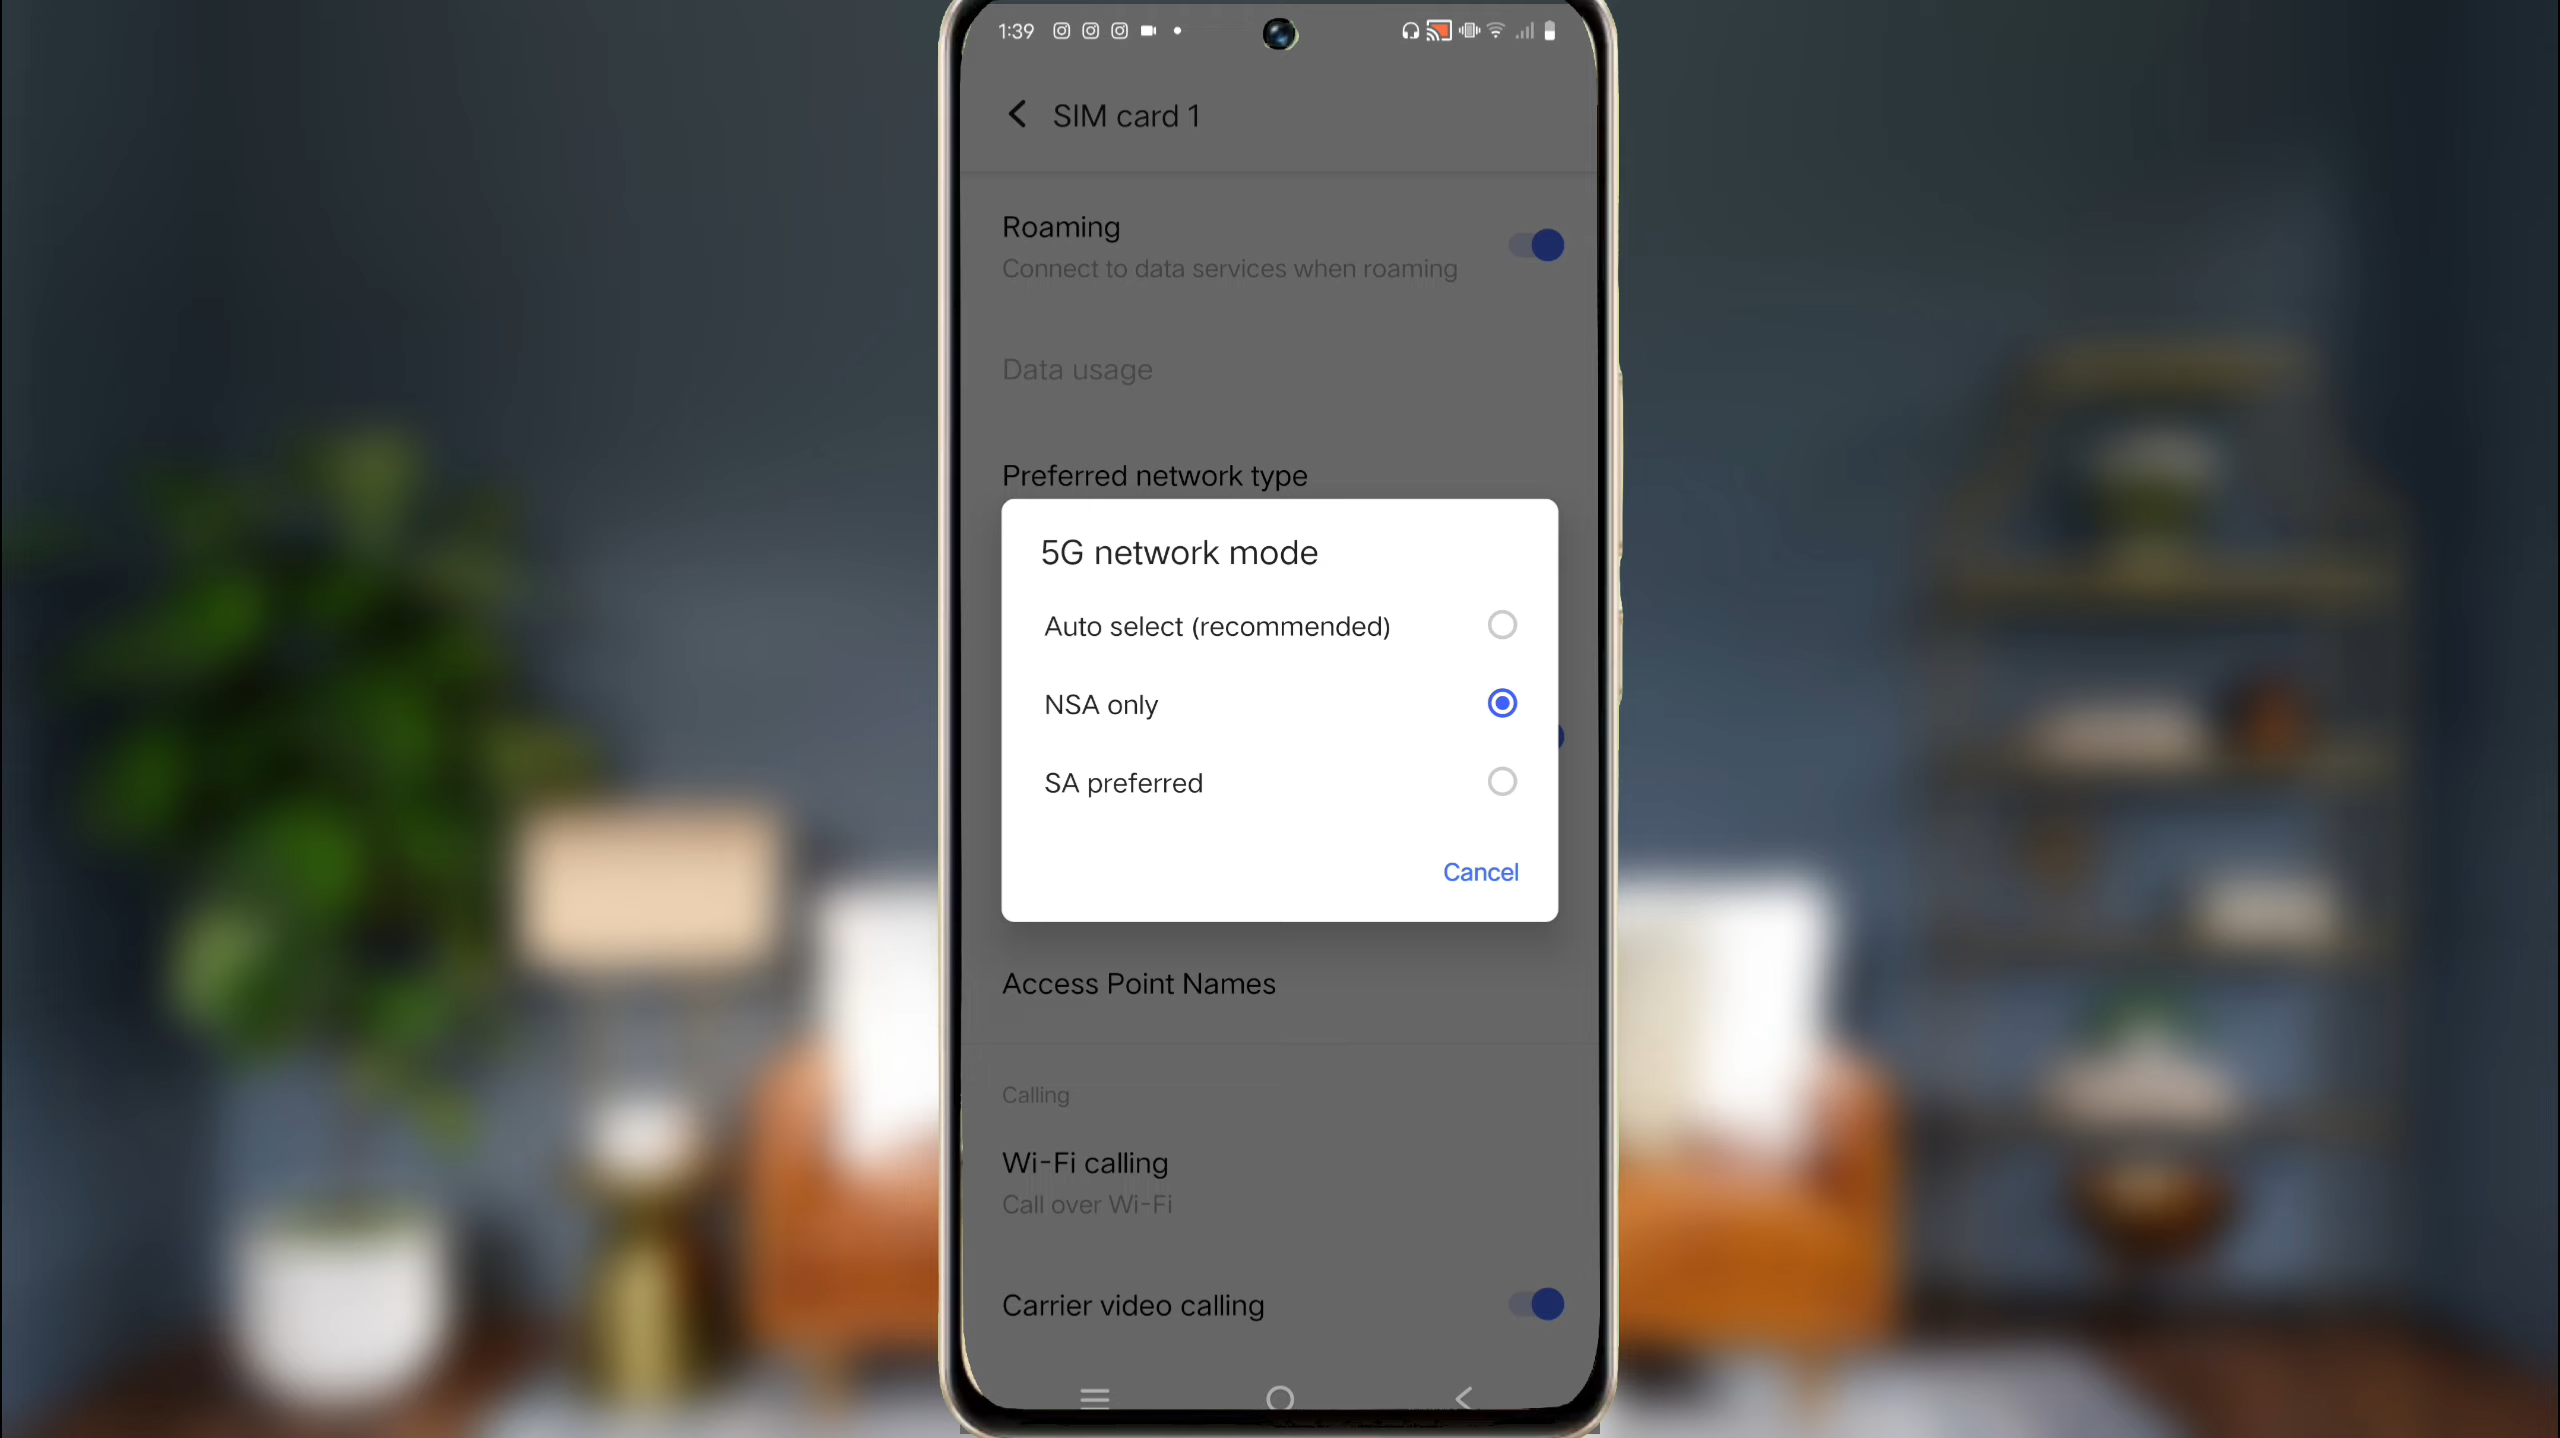 1:39
SIM card 1
Roaming
Connect to data services when roaming
Data usage
Preferred network type
5G network mode
Auto select (recommended)
NSA only
SA preferred
Cancel
Access Point Names
Calling
Wi-Fi calling
Call over Wi-Fi
Carrier video calling